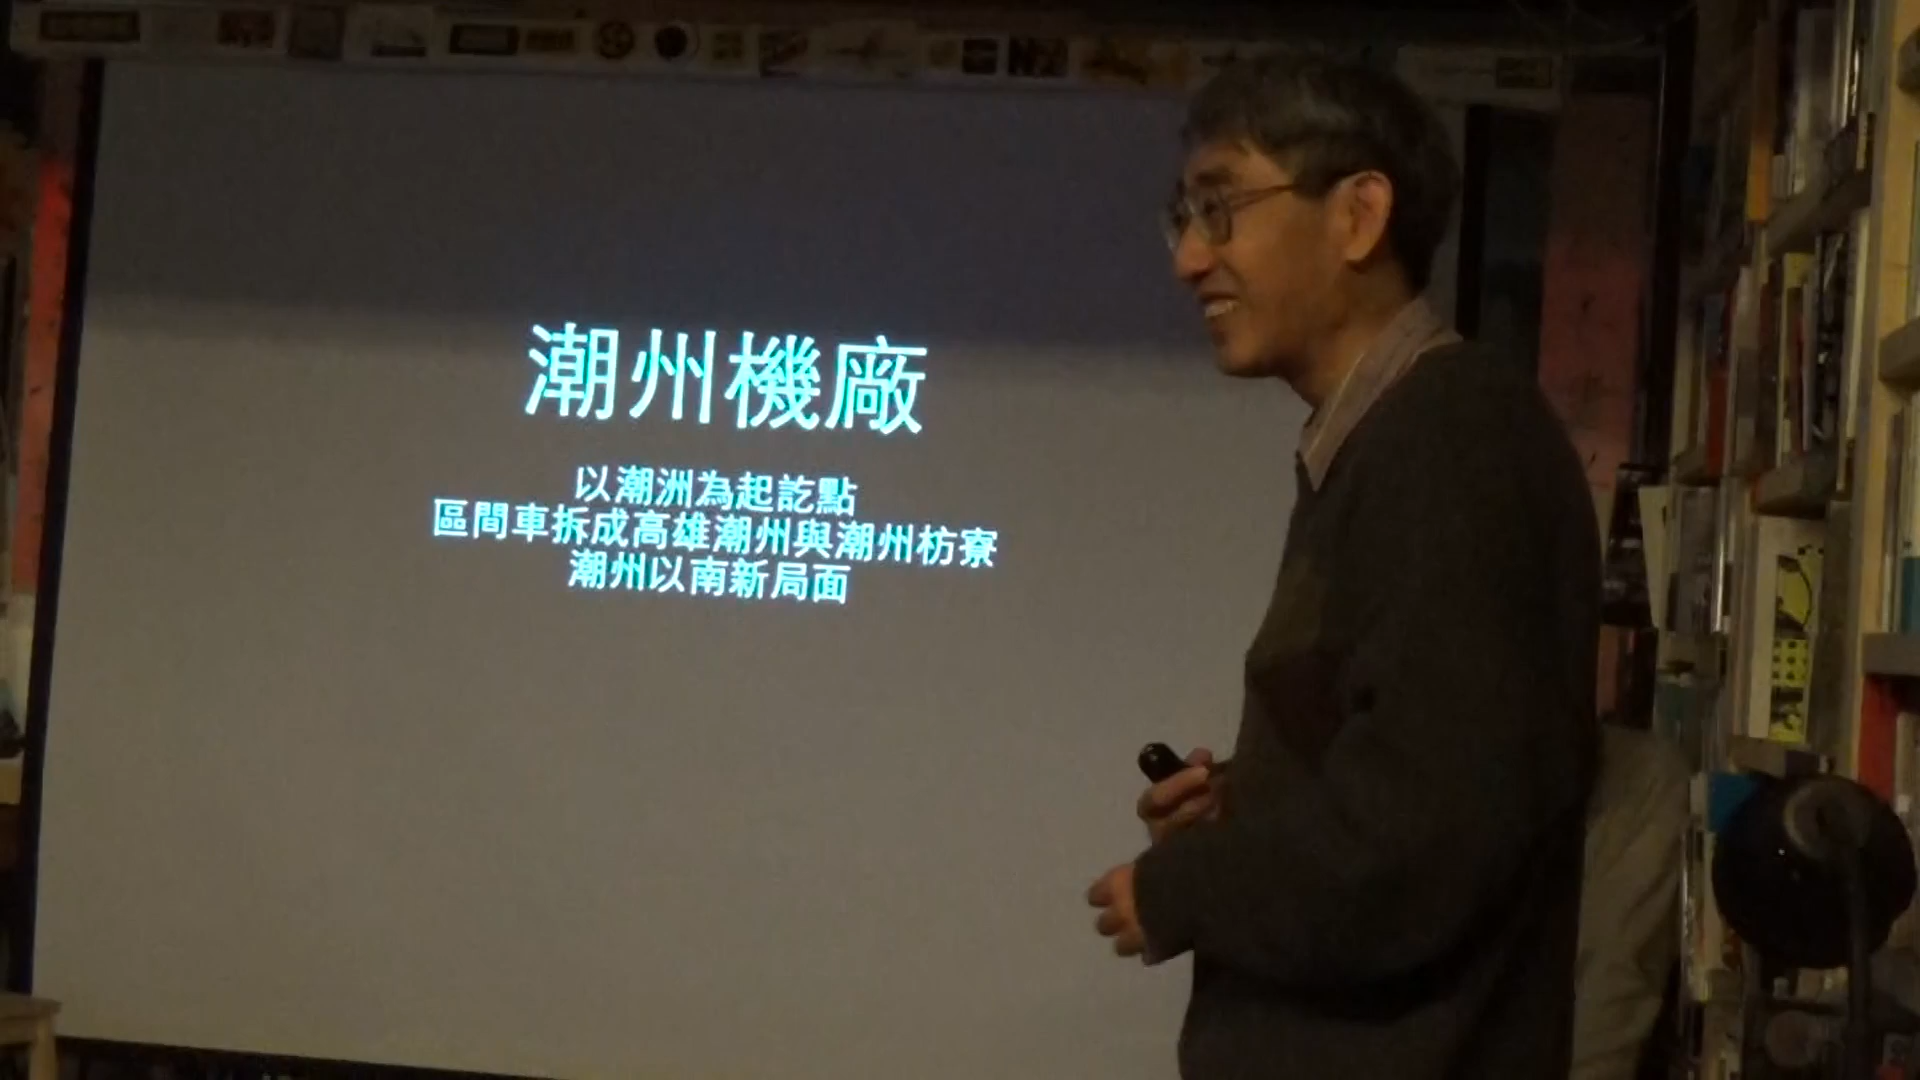 潮州機廠
以潮洲為起訖點
區間車拆成高雄潮州與潮州枋寮
潮州以南新局面